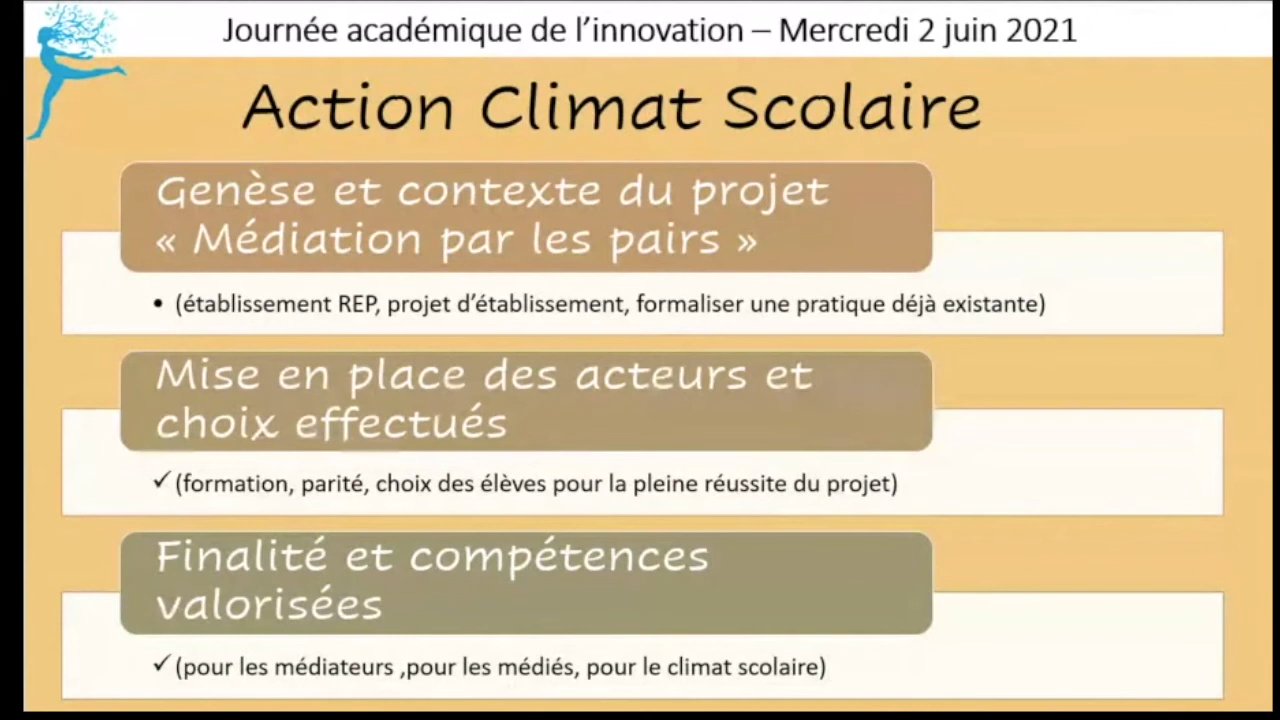 Journée académique de l’innovation – Mercredi 2 juin 2021
Action Climat Scolaire
Genèse et contexte du projet
« Médiation par les pairs »
• (établissement REP, projet d’établissement, formaliser une pratique déjà existante)
Mise en place des acteurs et
choix effectués
✓ (formation, parité, choix des élèves pour la pleine réussite du projet)
Finalité et compétences
valorisées
✓ (pour les médiateurs ,pour les médiés, pour le climat scolaire)